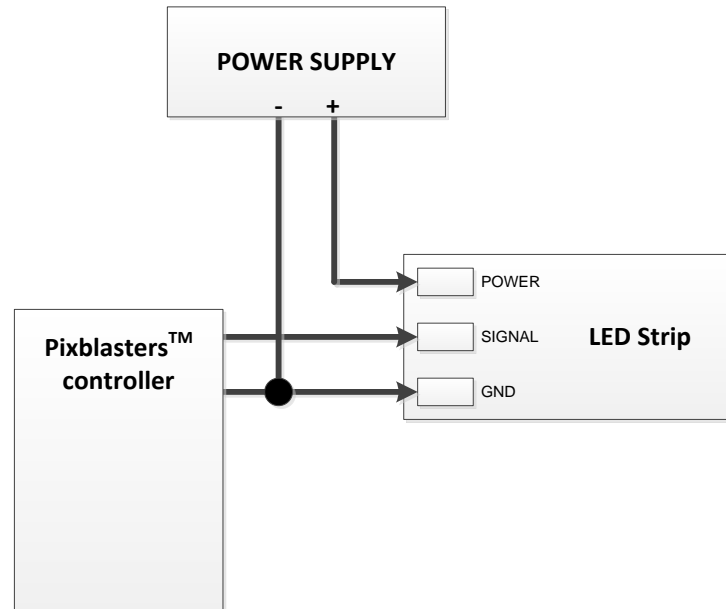 POWER SUPPLY
- +
POWER
Pixblasters™
controller
SIGNAL
LED Strip
GND